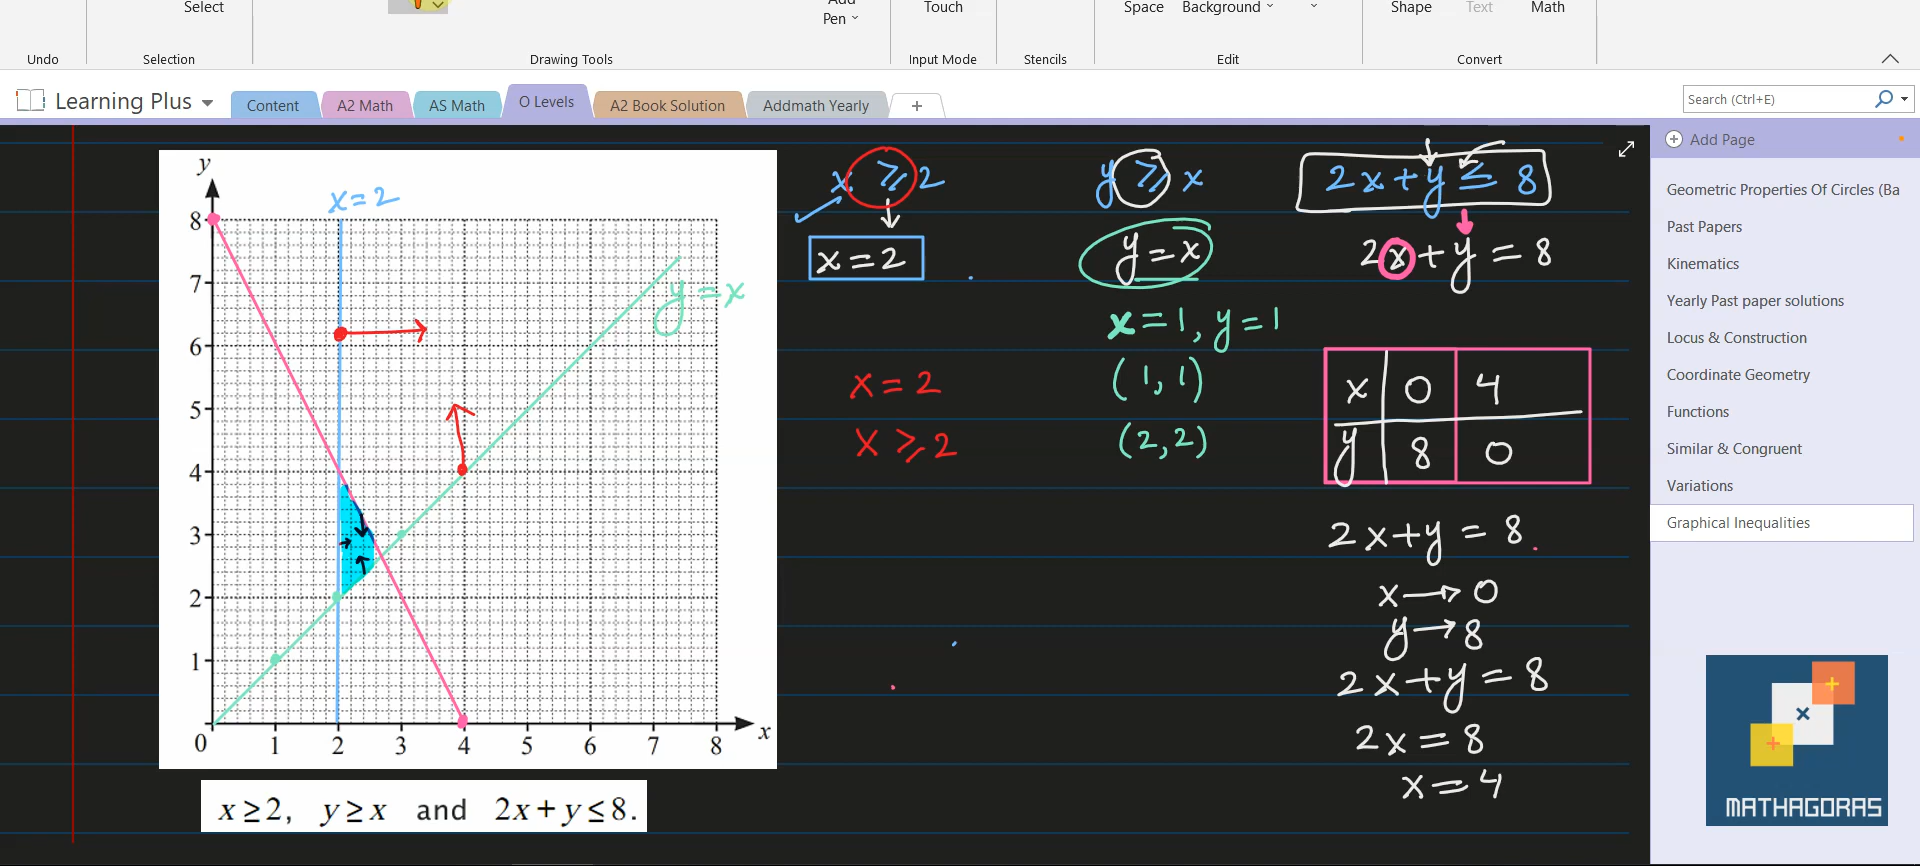 Select
Add
Pen
Touch
Space Background
Shape Text Math
Undo
Selection
Drawing Tools
Input Mode
Stencils
Edit
Convert
Learning Plus
Content
A2 Math
AS Math
O Levels
A2 Book Solution
Addmath Yearly
+
Search (Ctrl+E)
Add Page
Geometric Properties Of Circles (Ba
Past Papers
Kinematics
Yearly Past paper solutions
Locus & Construction
Coordinate Geometry
Functions
Similar & Congruent
Variations
Graphical Inequalities
y
x=2
8
7
6
5
4
3
2
1
0 1 2 3 4 5 6 7 8 x
y=x
x≥2, y≥x and 2x+y≤8.
x ⩾ 2
x=2
x=2
x⩾2
y ⩾ x
y=x
x=1, y=1
(1,1)
(2,2)
2x+y ≤ 8
2x+y=8
x 0 4
y 8 0
2x+y=8
x→0
y→8
2x+y=8
2x=8
x=4
+
×
+
MATHAGORAS